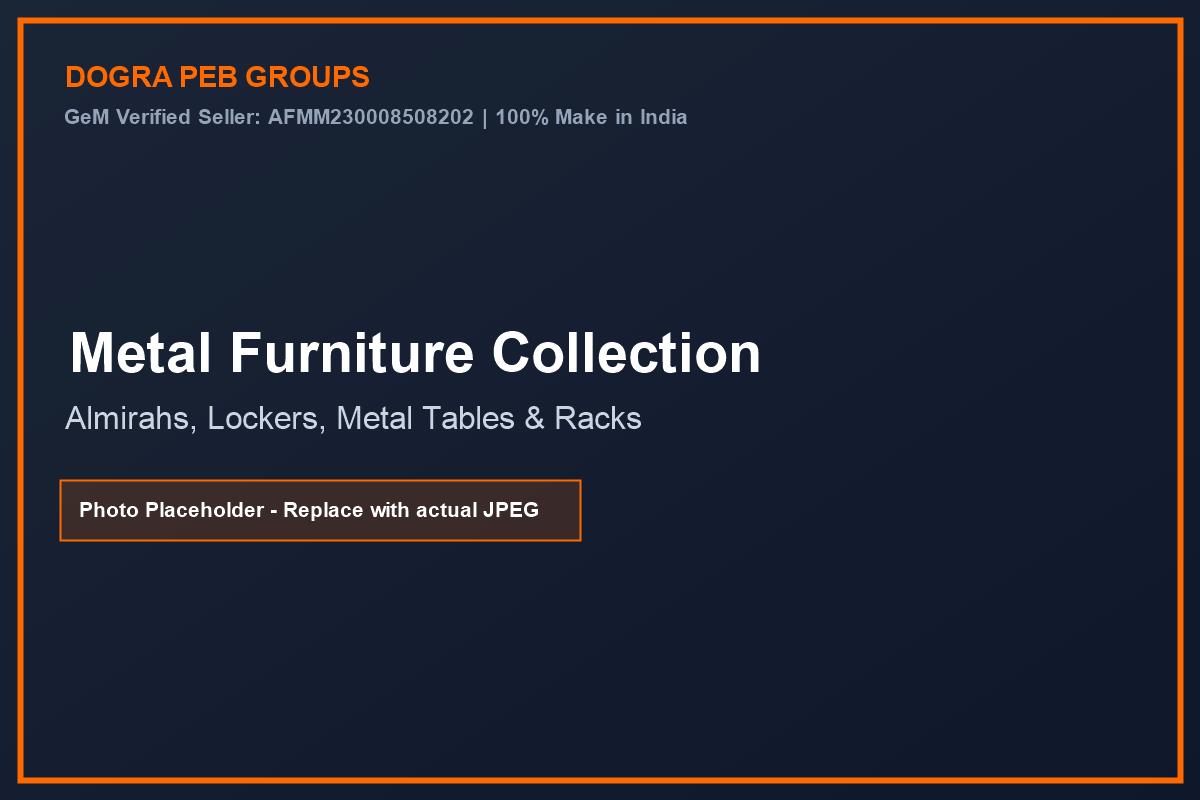 DOGRA PEB GROUPS
GeM Verified Seller: AFMM230008508202 | 100% Make in India
Metal Furniture Collection
Almirahs, Lockers, Metal Tables & Racks
Photo Placeholder - Replace with actual JPEG